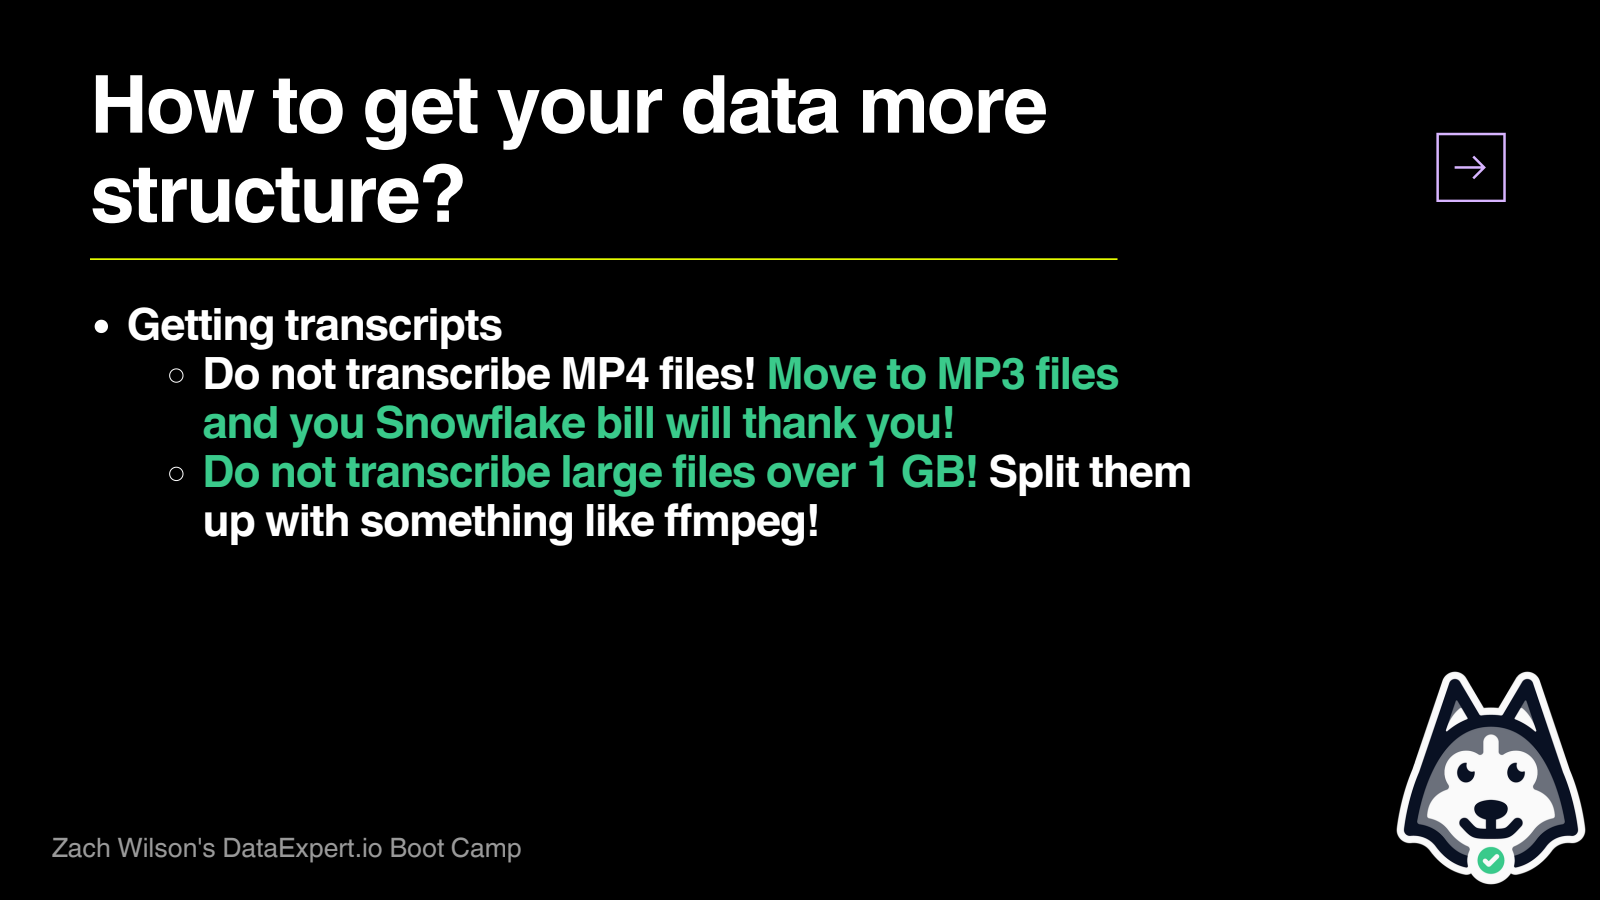 How to get your data more
structure?
• Getting transcripts
○ Do not transcribe MP4 files! Move to MP3 files
and you Snowflake bill will thank you!
○ Do not transcribe large files over 1 GB! Split them
up with something like ffmpeg!
Zach Wilson's DataExpert.io Boot Camp